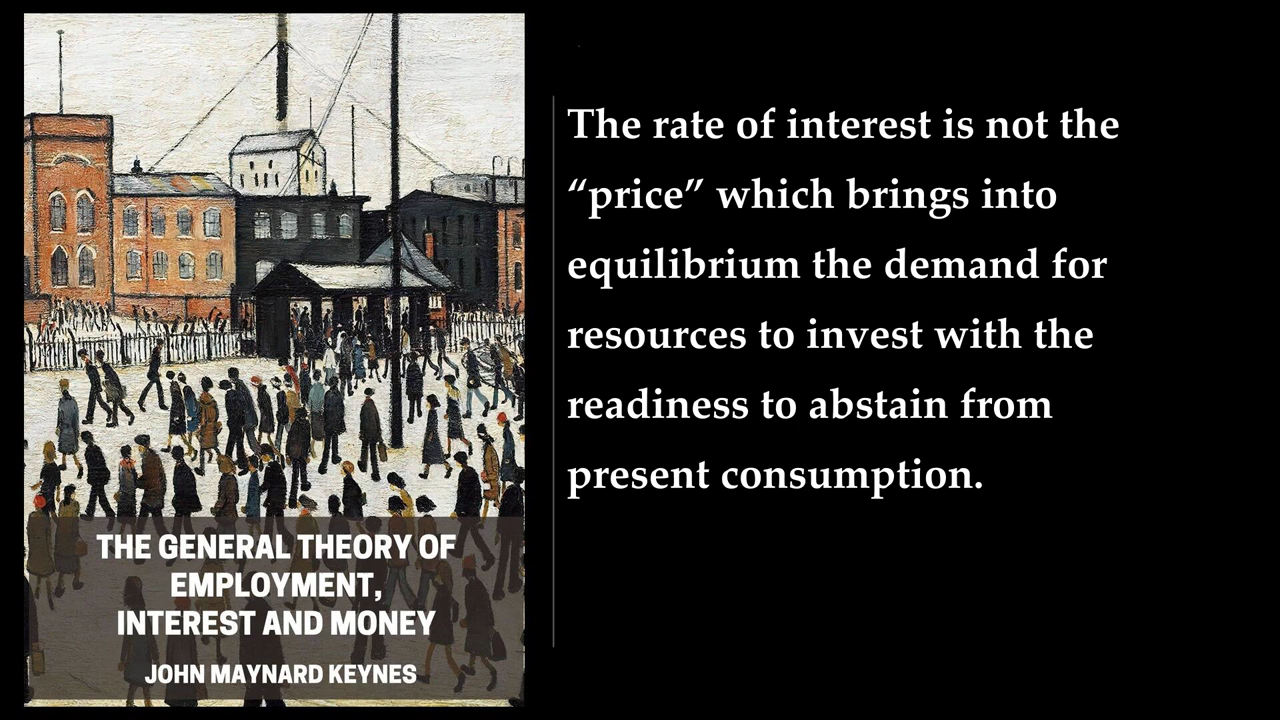 THE GENERAL THEORY OF
EMPLOYMENT,
INTEREST AND MONEY
JOHN MAYNARD KEYNES
The rate of interest is not the
“price” which brings into
equilibrium the demand for
resources to invest with the
readiness to abstain from
present consumption.